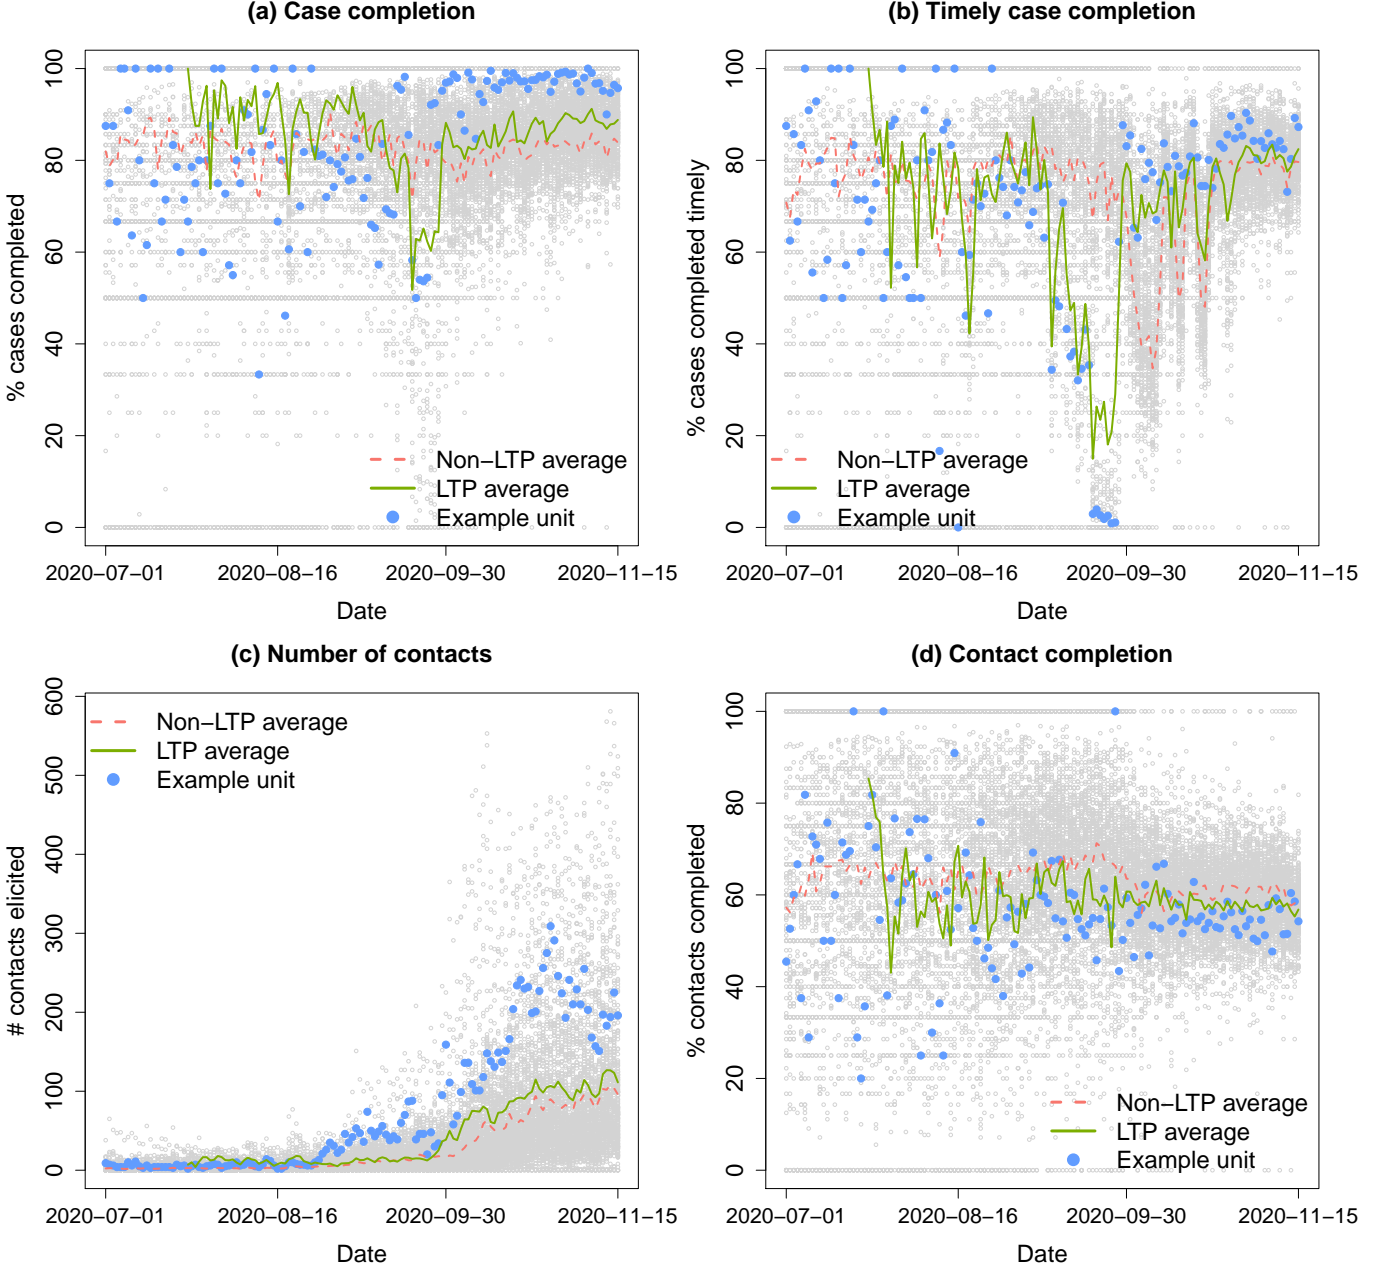 (a) Case completion
% cases completed
100
80
60
40
20
0
Non−LTP average
LTP average
Example unit
2020−07−01 2020−08−16 2020−09−30 2020−11−15
Date
(b) Timely case completion
% cases completed timely
100
80
60
40
20
0
Non−LTP average
LTP average
Example unit
2020−07−01 2020−08−16 2020−09−30 2020−11−15
Date
(c) Number of contacts
# contacts elicited
600
500
400
300
200
100
0
Non−LTP average
LTP average
Example unit
2020−07−01 2020−08−16 2020−09−30 2020−11−15
Date
(d) Contact completion
% contacts completed
100
80
60
40
20
0
Non−LTP average
LTP average
Example unit
2020−07−01 2020−08−16 2020−09−30 2020−11−15
Date